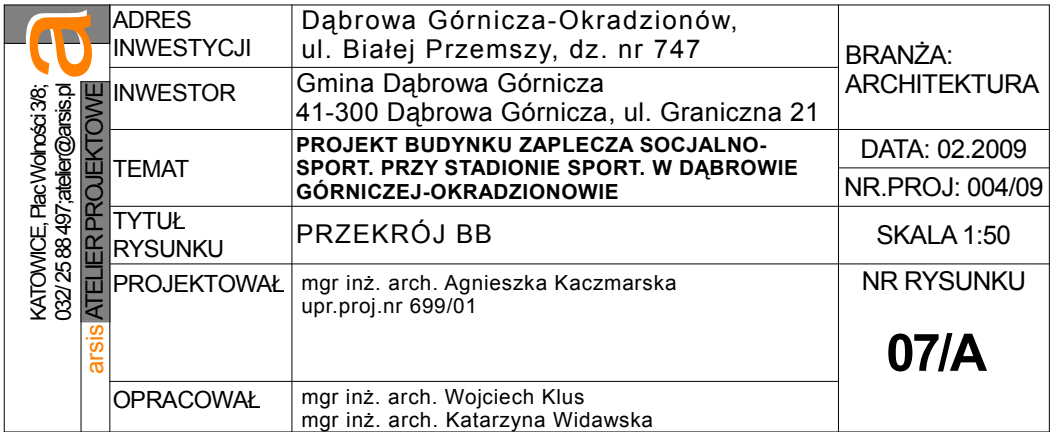 a
KATOWICE, Plac Wolności 3/8;
032/ 25 88 497; atelier@arsis.pl
arsis ATELIER PROJEKTOWE
ADRES
INWESTYCJI
Dąbrowa Górnicza-Okradzionów,
ul. Białej Przemszy, dz. nr 747
INWESTOR
Gmina Dąbrowa Górnicza
41-300 Dąbrowa Górnicza, ul. Graniczna 21
BRANŻA:
ARCHITEKTURA
TEMAT
PROJEKT BUDYNKU ZAPLECZA SOCJALNO-
SPORT. PRZY STADIONIE SPORT. W DĄBROWIE
GÓRNICZEJ-OKRADZIONOWIE
DATA: 02.2009
NR.PROJ: 004/09
TYTUŁ
RYSUNKU
PRZEKRÓJ BB
SKALA 1:50
PROJEKTOWAŁ
mgr inż. arch. Agnieszka Kaczmarska
upr.proj.nr 699/01
NR RYSUNKU
07/A
OPRACOWAŁ
mgr inż. arch. Wojciech Klus
mgr inż. arch. Katarzyna Widawska